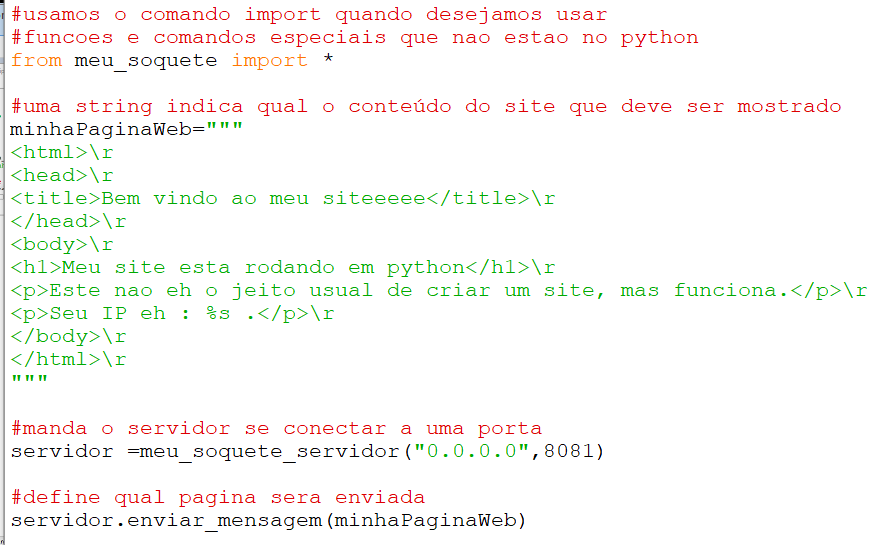 #usamos o comando import quando desejamos usar
#funcoes e comandos especiais que nao estao no python
from meu_soquete import *
#uma string indica qual o conteúdo do site que deve ser mostrado
minhaPaginaWeb="""
<html>\r
<head>\r
<title>Bem vindo ao meu siteeeee</title>\r
</head>\r
<body>\r
<h1>Meu site esta rodando em python</h1>\r
<p>Este nao eh o jeito usual de criar um site, mas funciona.</p>\r
<p>Seu IP eh : %s .</p>\r
</body>\r
</html>\r
"""
#manda o servidor se conectar a uma porta
servidor =meu_soquete_servidor("0.0.0.0",8081)
#define qual pagina sera enviada
servidor.enviar_mensagem(minhaPaginaWeb)